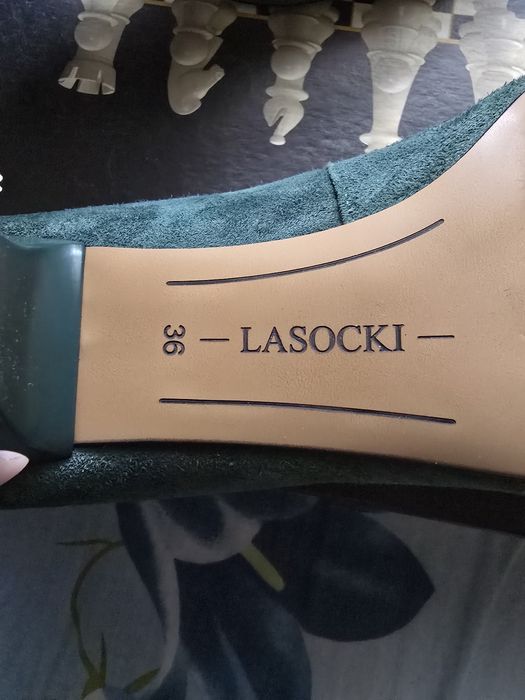 36
— LASOCKI —